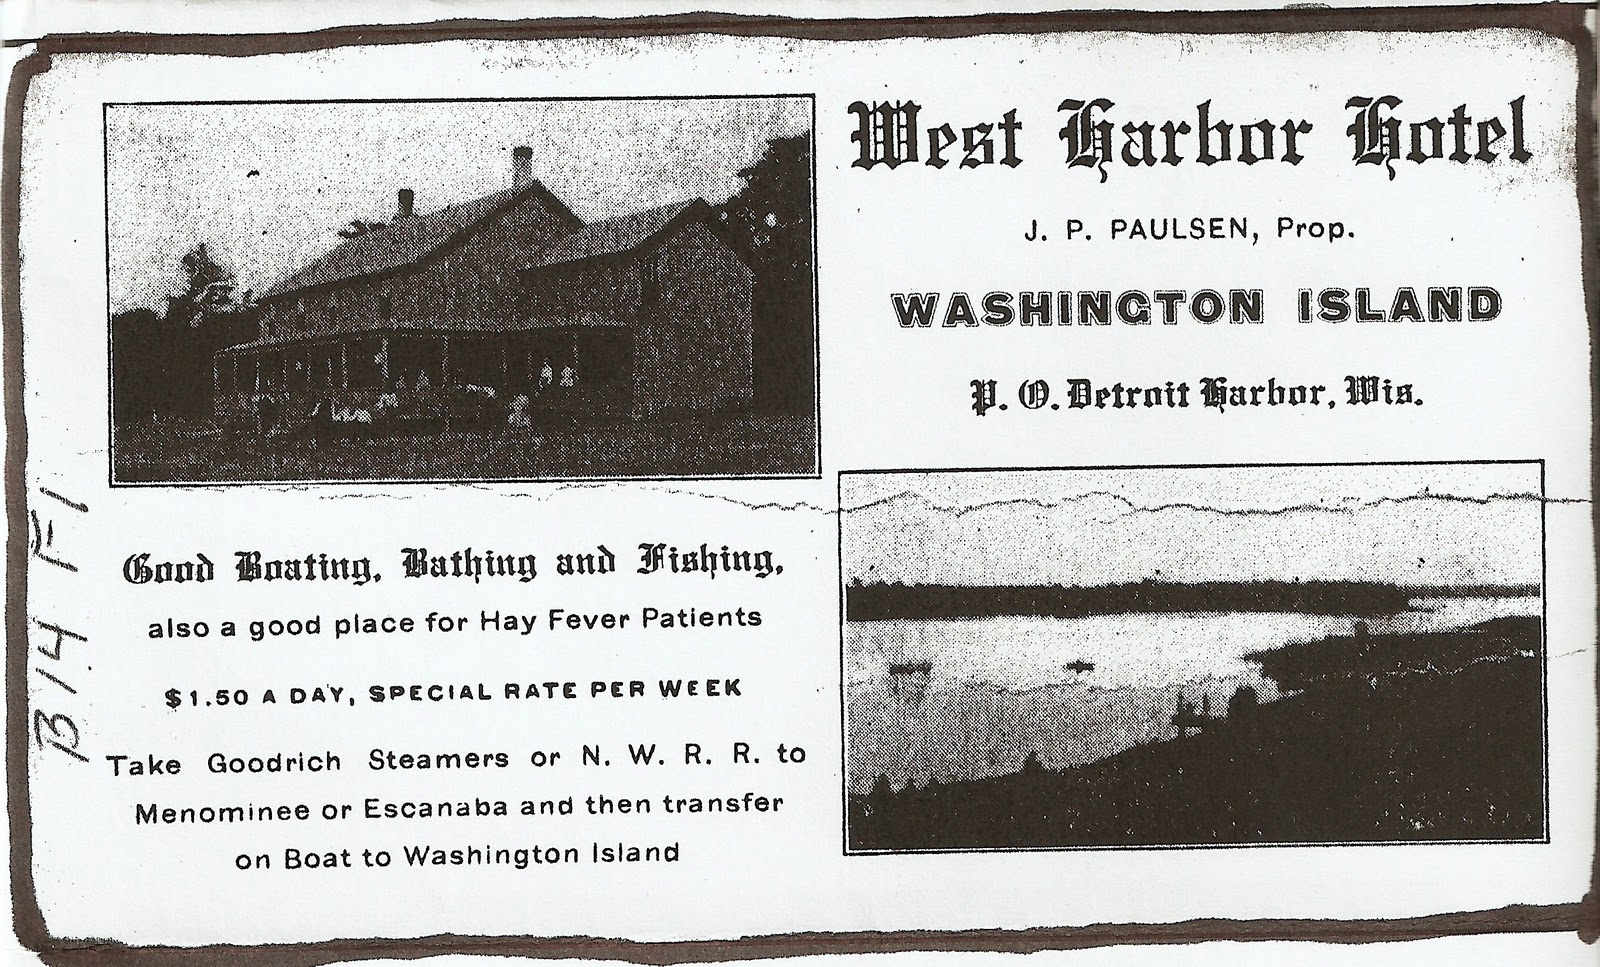 West Harbor Hotel
J. P. PAULSEN, Prop.
WASHINGTON ISLAND
P. O. Detroit Harbor, Wis.
Good Boating, Bathing and Fishing,
also a good place for Hay Fever Patients
$1.50 A DAY, SPECIAL RATE PER WEEK
Take Goodrich Steamers or N. W. R. R. to
Menominee or Escanaba and then transfer
on Boat to Washington Island
B 14 F-1